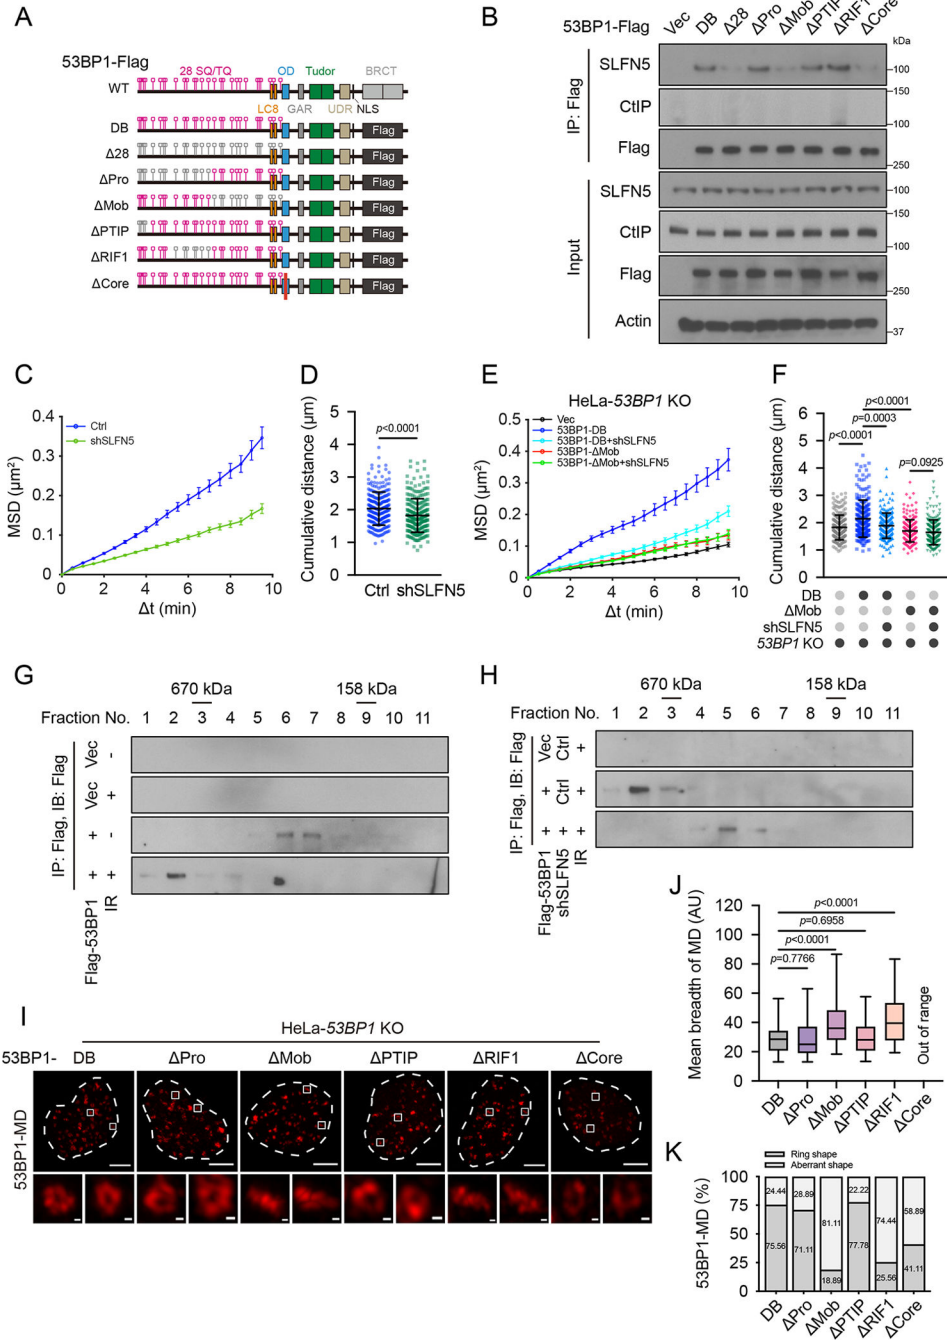 A
53BP1-Flag
28 SQ/TQ OD Tudor BRCT
WT
LC8 GAR UDR NLS
DB Flag
Δ28 Flag
ΔPro Flag
ΔMob Flag
ΔPTIP Flag
ΔRIF1 Flag
ΔCore Flag
B
53BP1-Flag Vec DB Δ28 ΔPro ΔMob ΔPTIP ΔRIF1 ΔCore
kDa
IP: Flag
SLFN5 100
150
CtIP
100
Flag
250
Input
SLFN5 100
150
CtIP
100
Flag
250
Actin
37
C
MSD (μm²)
0.4
0.3
0.2
0.1
0
Ctrl
shSLFN5
0 2 4 6 8 10
Δt (min)
D
Cumulative distance (μm)
5
4
3
2
1
0
p<0.0001
Ctrl shSLFN5
E
HeLa-53BP1 KO
MSD (μm²)
0.5
0.4
0.3
0.2
0.1
0
Vec
53BP1-DB
53BP1-DB+shSLFN5
53BP1-ΔMob
53BP1-ΔMob+shSLFN5
0 2 4 6 8 10
Δt (min)
F
Cumulative distance (μm)
6
5
4
3
2
1
0
p<0.0001
p=0.0003
p<0.0001
p=0.0925
DB
ΔMob
shSLFN5
53BP1 KO
G
670 kDa 158 kDa
Fraction No. 1 2 3 4 5 6 7 8 9 10 11
IP: Flag, IB: Flag
Vec -
Vec +
+ -
+ +
Flag-53BP1
IR
H
670 kDa 158 kDa
Fraction No. 1 2 3 4 5 6 7 8 9 10 11
IP: Flag, IB: Flag
Vec Ctrl +
+ Ctrl +
+ + +
Flag-53BP1
shSLFN5
IR
I
HeLa-53BP1 KO
53BP1- DB ΔPro ΔMob ΔPTIP ΔRIF1 ΔCore
53BP1-MD
J
Mean breadth of MD (AU)
120
100
80
60
40
20
0
p<0.0001
p=0.6958
p<0.0001
p=0.7766
Out of range
DB ΔPro ΔMob ΔPTIP ΔRIF1 ΔCore
K
Ring shape
Aberrant shape
53BP1-MD (%)
100
75
50
25
0
24.44 28.89 81.11 22.22 74.44 58.89
75.56 71.11 18.89 77.78 25.56 41.11
DB ΔPro ΔMob ΔPTIP ΔRIF1 ΔCore